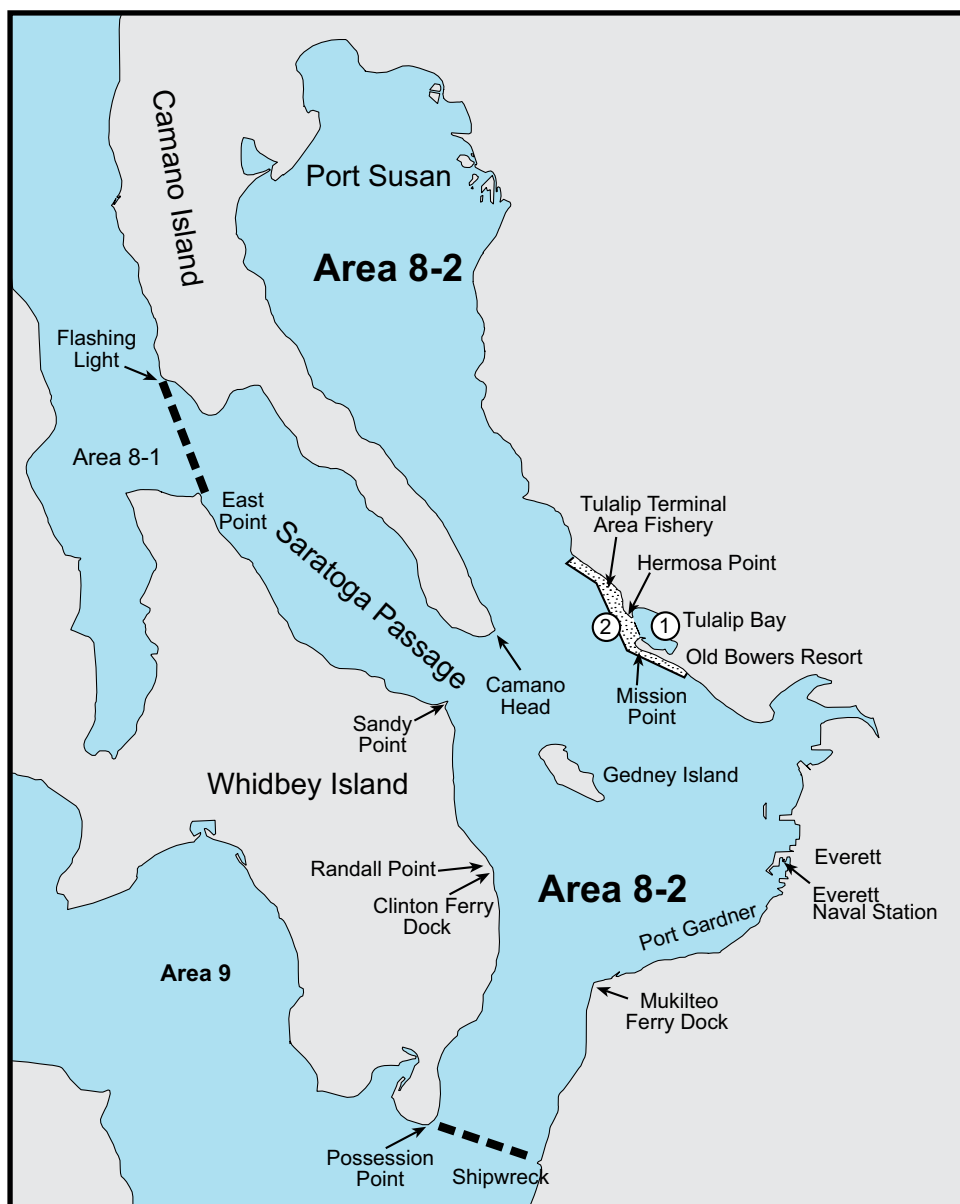 Camano Island
Port Susan
Area 8-2
Flashing
Light
Area 8-1
East
Point
Saratoga Passage
Tulalip Terminal
Area Fishery
Hermosa Point
2
1
Tulalip Bay
Old Bowers Resort
Mission
Point
Camano
Head
Sandy
Point
Gedney Island
Whidbey Island
Randall Point
Clinton Ferry
Dock
Area 8-2
Everett
Everett
Naval Station
Port Gardner
Area 9
Mukilteo
Ferry Dock
Possession
Point
Shipwreck